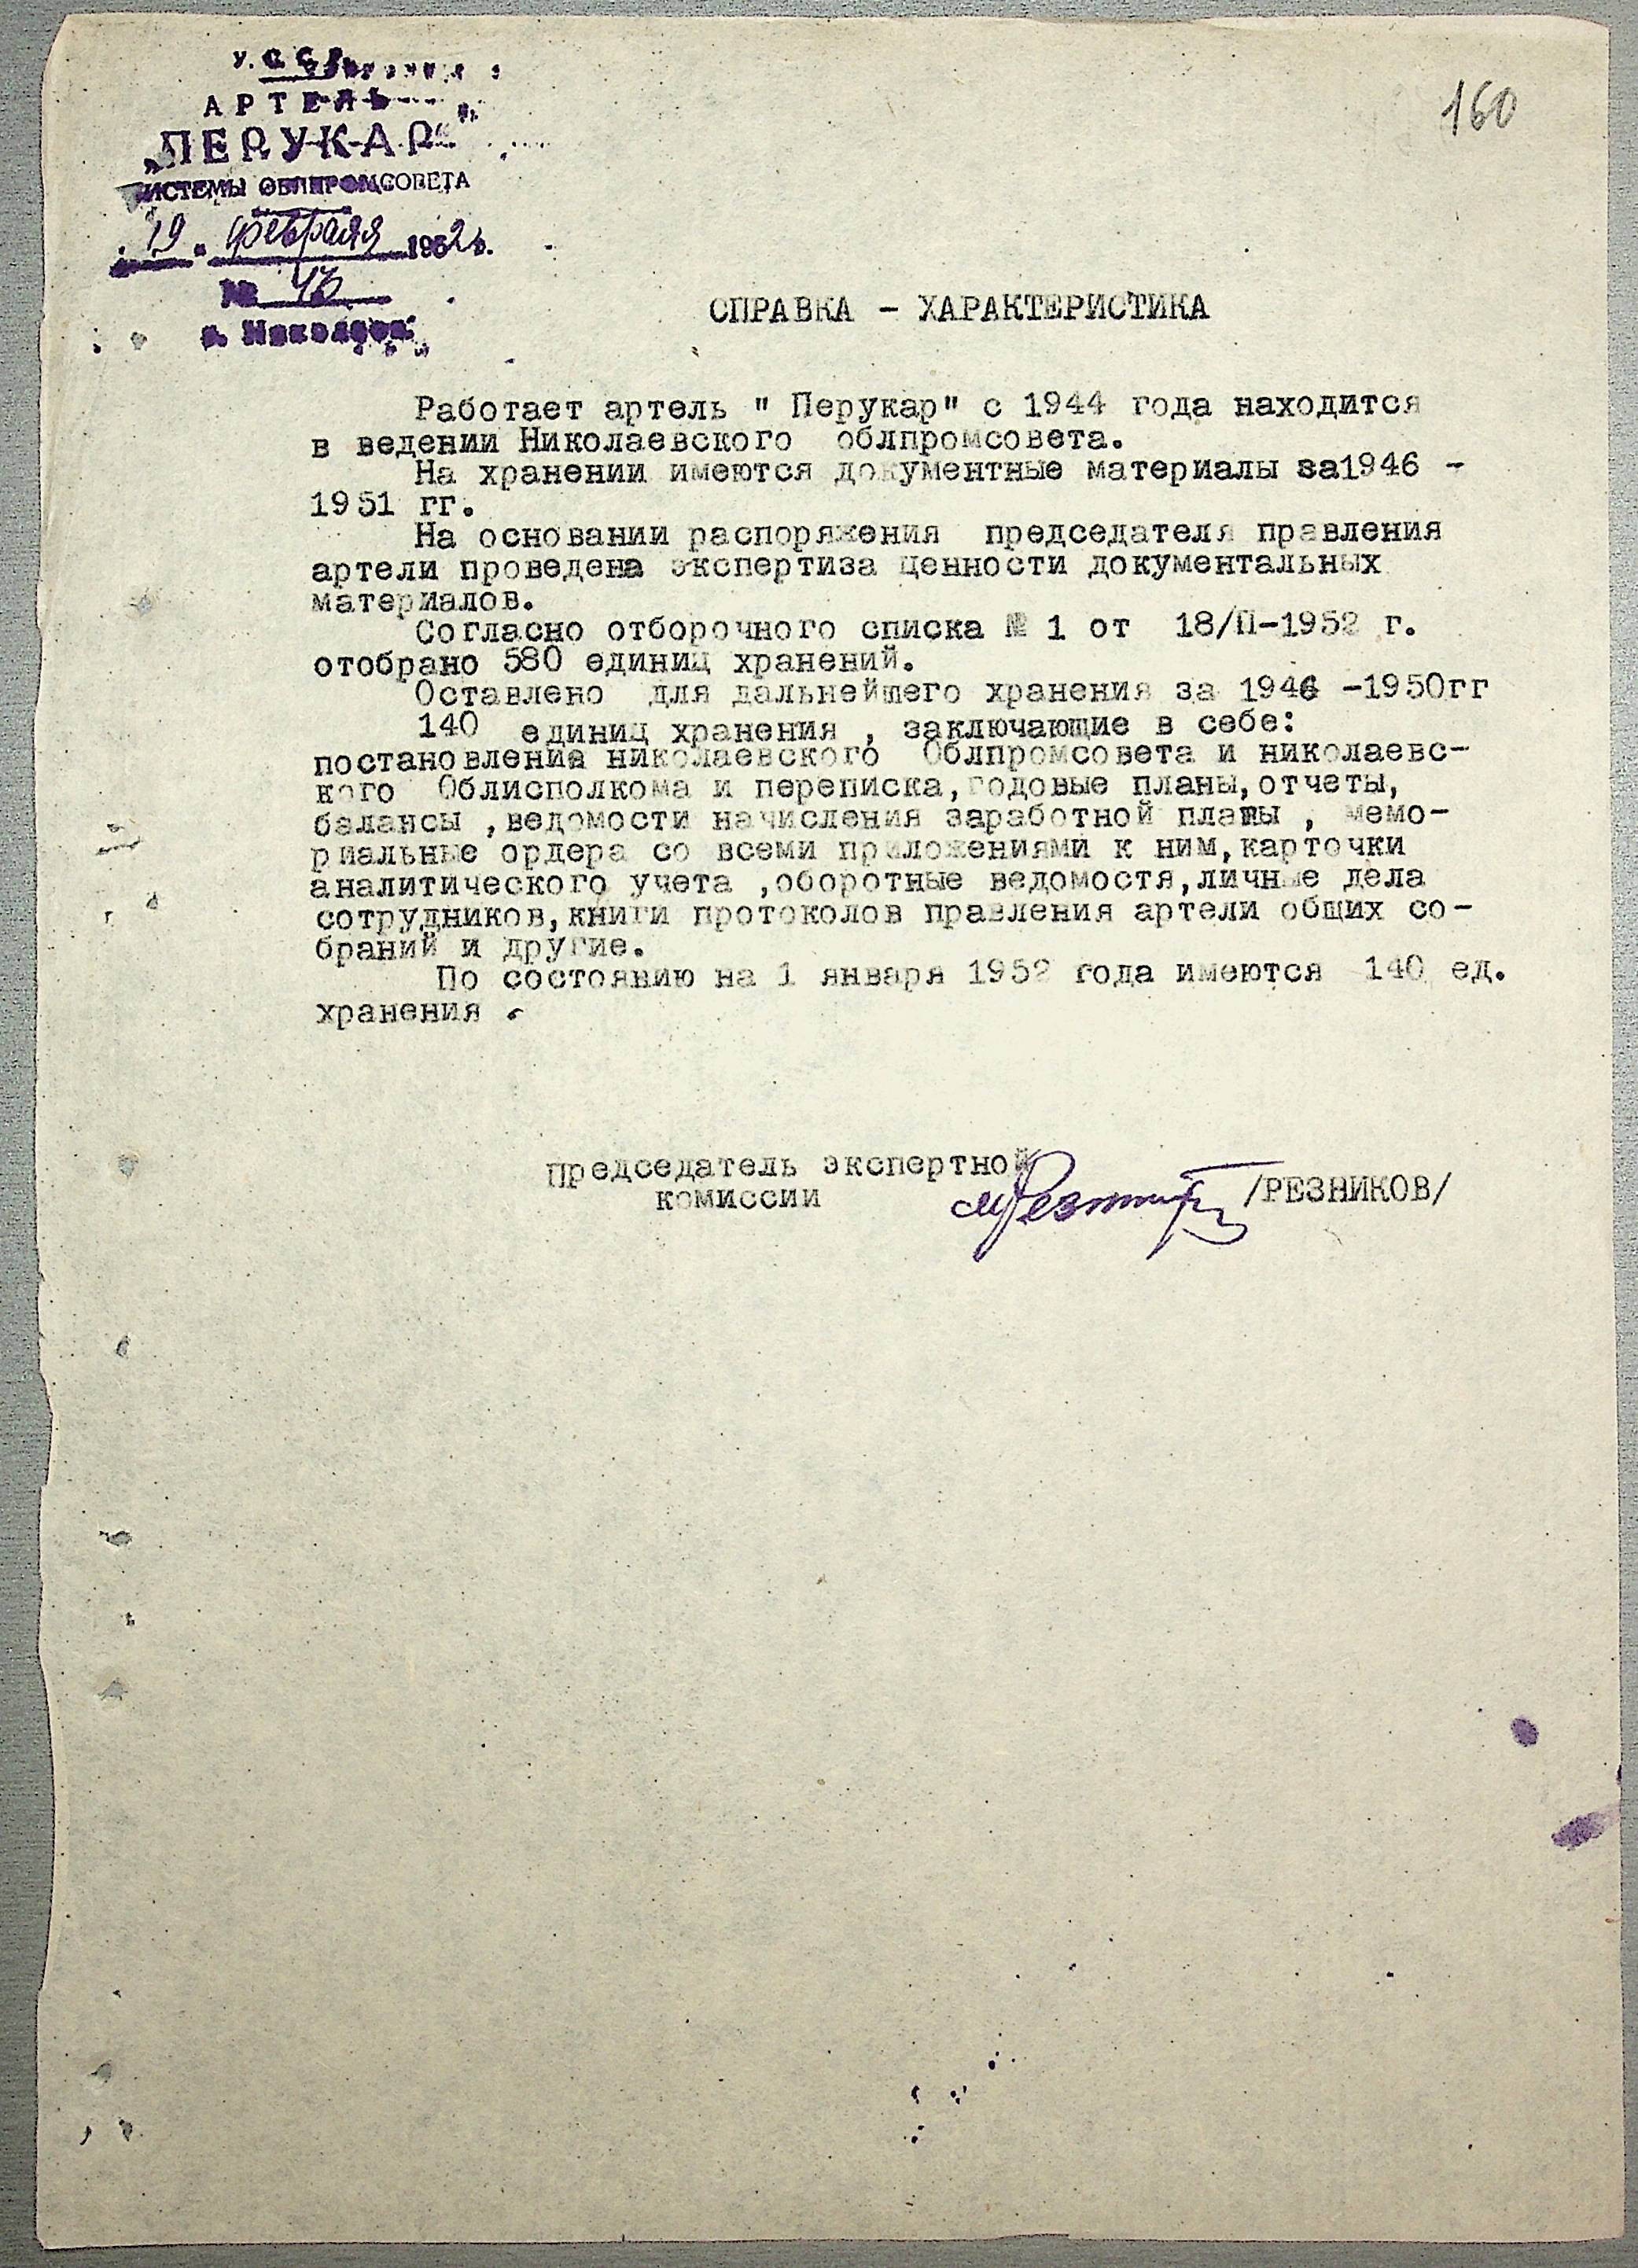 У.С.С.Р.
АРТЕЛЬ
„ПЕРУКАР"
СИСТЕМЫ ОБЛПРОМСОВЕТА
"19" февраля 1952 г.
№ 46
г. Николаев
160
СПРАВКА - ХАРАКТЕРИСТИКА
Работает артель " Перукар" с 1944 года находится
в ведении Николаевского облпромсовета.
На хранении имеются документные материалы за1946 -
1951 гг.
На основании распоряжения председателя правления
артели проведена экспертиза ценности документальных
материалов.
Согласно отборочного списка № 1 от 18/II-1952 г.
отобрано 580 единиц хранений.
Оставлено для дальнейшего хранения за 1946 -1950гг
140 единиц хранения , заключающие в себе:
постановления николаевского Облпромсовета и николаевс-
кого Облисполкома и переписка,годовые планы,отчеты,
балансы ,ведомости начисления заработной платы , мемо-
риальные ордера со всеми приложениями к ним,карточки
аналитического учета ,оборотные ведомостя,личные дела
сотрудников,книги протоколов правления артели общих со-
браний и другие.
По состоянию на 1 января 1952 года имеются 140 ед.
хранения .
Председатель экспертной
комиссии /РЕЗНИКОВ/